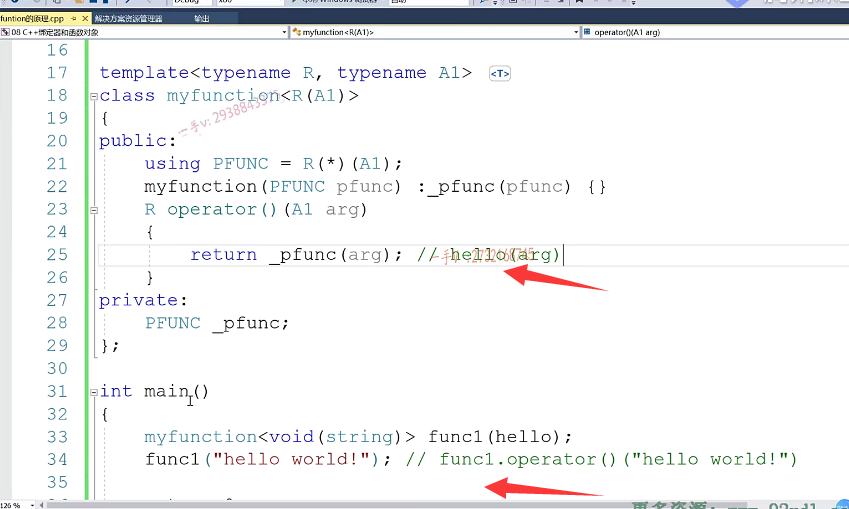 Debug
x86
funtion的原理.cpp
解决方案资源管理器
输出
08 C++绑定器和函数对象
myfunction<R(A1)>
operator()(A1 arg)
16
17 template<typename R, typename A1> <T>
18 class myfunction<R(A1)>
19 {
20 public:
21 using PFUNC = R(*)(A1);
22 myfunction(PFUNC pfunc) :_pfunc(pfunc) {}
23 R operator()(A1 arg)
24 {
25 return _pfunc(arg); // hello(arg)
26 }
27 private:
28 PFUNC _pfunc;
29 };
30
31 int main()
32 {
33 myfunction<void(string)> func1(hello);
34 func1("hello world!"); // func1.operator()("hello world!")
35
126 %